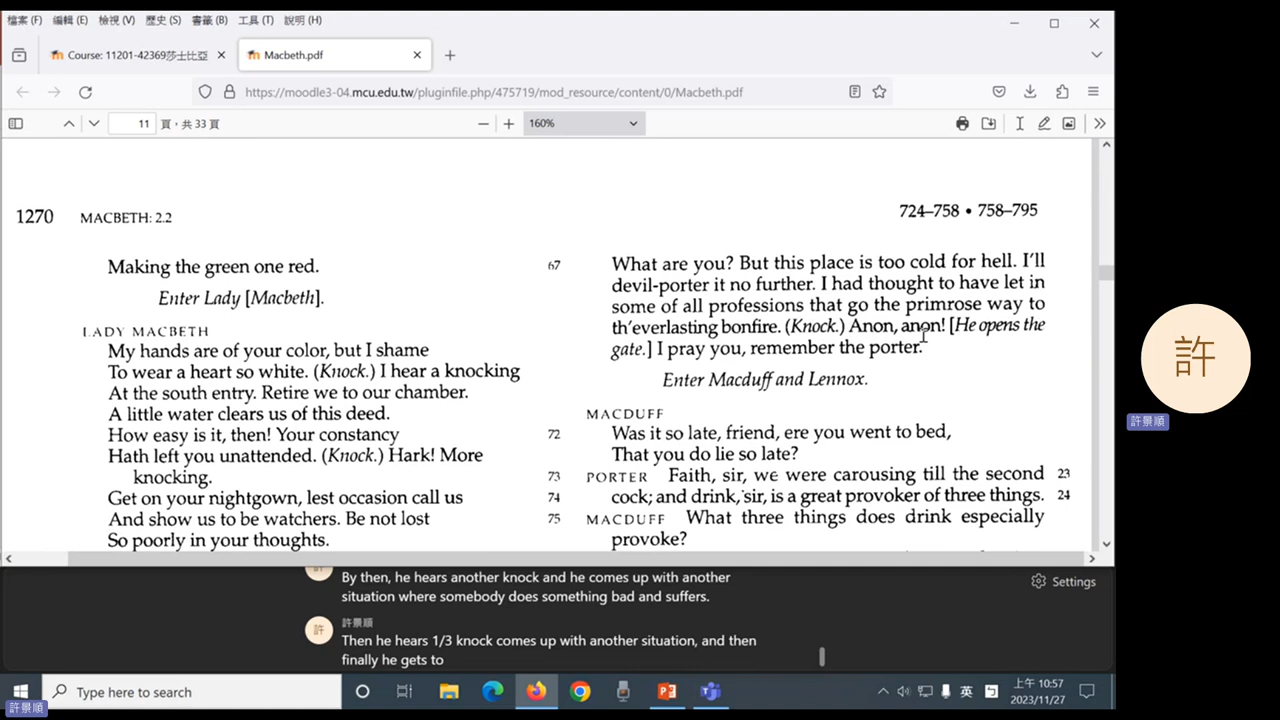 檔案 (F) 編輯 (E) 檢視 (V) 歷史 (S) 書籤 (B) 工具 (T) 說明 (H)
Course: 11201-42369莎士比亞
Macbeth.pdf
https://moodle3-04.mcu.edu.tw/pluginfile.php/475719/mod_resource/content/0/Macbeth.pdf
11 頁,共 33 頁
160%
1270 MACBETH: 2.2
724–758 • 758–795
Making the green one red. 67
Enter Lady [Macbeth].
LADY MACBETH
My hands are of your color, but I shame
To wear a heart so white. (Knock.) I hear a knocking
At the south entry. Retire we to our chamber.
A little water clears us of this deed.
How easy is it, then! Your constancy 72
Hath left you unattended. (Knock.) Hark! More
knocking. 73
Get on your nightgown, lest occasion call us 74
And show us to be watchers. Be not lost 75
So poorly in your thoughts.
What are you? But this place is too cold for hell. I'll
devil-porter it no further. I had thought to have let in
some of all professions that go the primrose way to
th'everlasting bonfire. (Knock.) Anon, anon! [He opens the
gate.] I pray you, remember the porter.
Enter Macduff and Lennox.
MACDUFF
Was it so late, friend, ere you went to bed,
That you do lie so late?
PORTER Faith, sir, we were carousing till the second 23
cock; and drink, sir, is a great provoker of three things. 24
MACDUFF What three things does drink especially
provoke?
許
By then, he hears another knock and he comes up with another
situation where somebody does something bad and suffers.
Settings
許景順
許
Then he hears 1/3 knock comes up with another situation, and then
finally he gets to
許
許景順
Type here to search
英
上午 10:57
2023/11/27
許景順